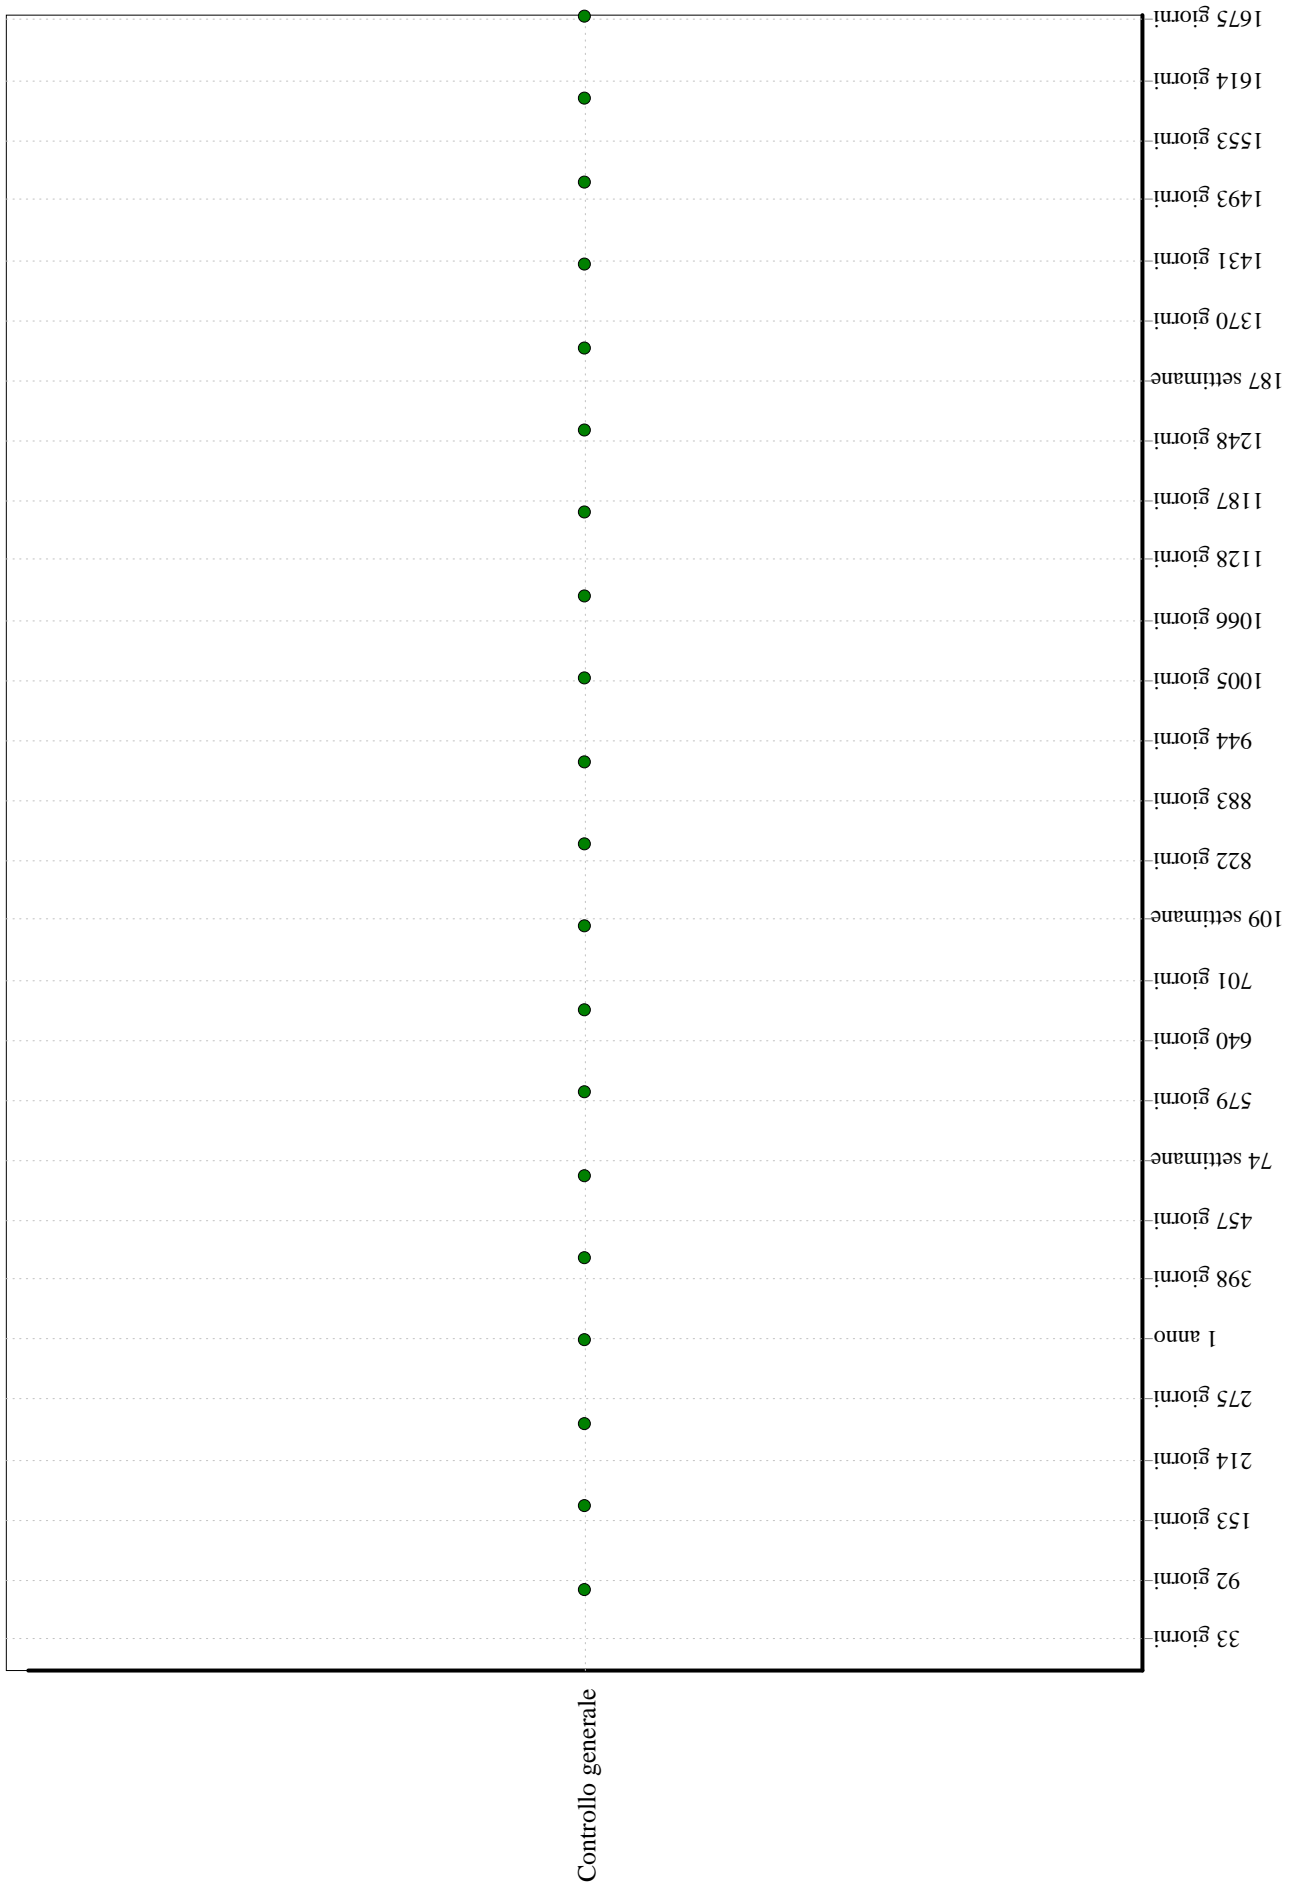 1675 giorni
1614 giorni
1553 giorni
1493 giorni
1431 giorni
1370 giorni
187 settimane
1248 giorni
1187 giorni
1128 giorni
1066 giorni
1005 giorni
944 giorni
883 giorni
822 giorni
109 settimane
701 giorni
640 giorni
579 giorni
74 settimane
457 giorni
398 giorni
1 anno
275 giorni
214 giorni
153 giorni
92 giorni
33 giorni
Controllo generale